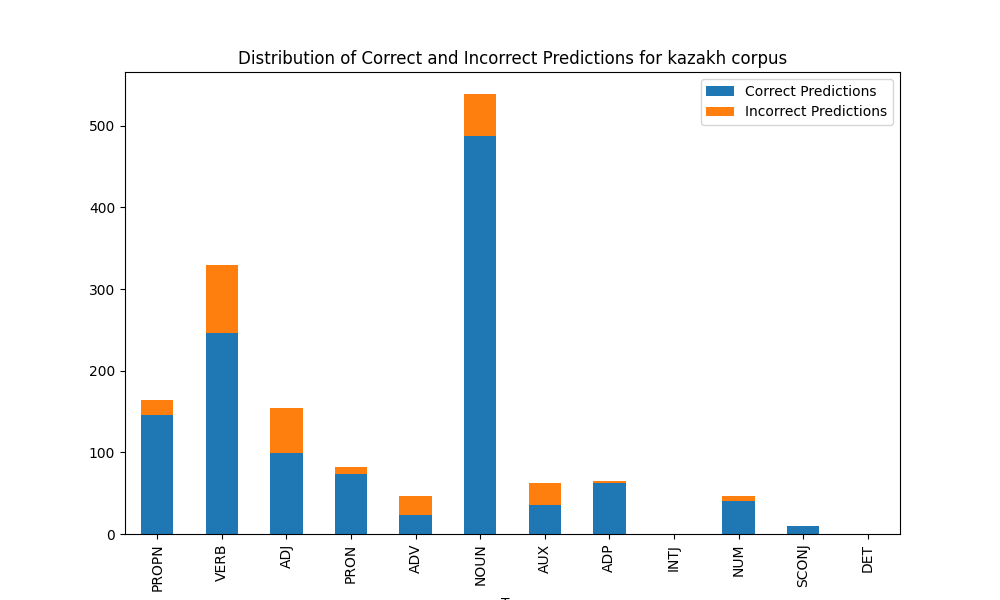 Distribution of Correct and Incorrect Predictions for kazakh corpus
Correct Predictions
Incorrect Predictions
500
400
300
200
100
0
PROPN
VERB
ADJ
PRON
ADV
NOUN
AUX
ADP
INTJ
NUM
SCONJ
DET